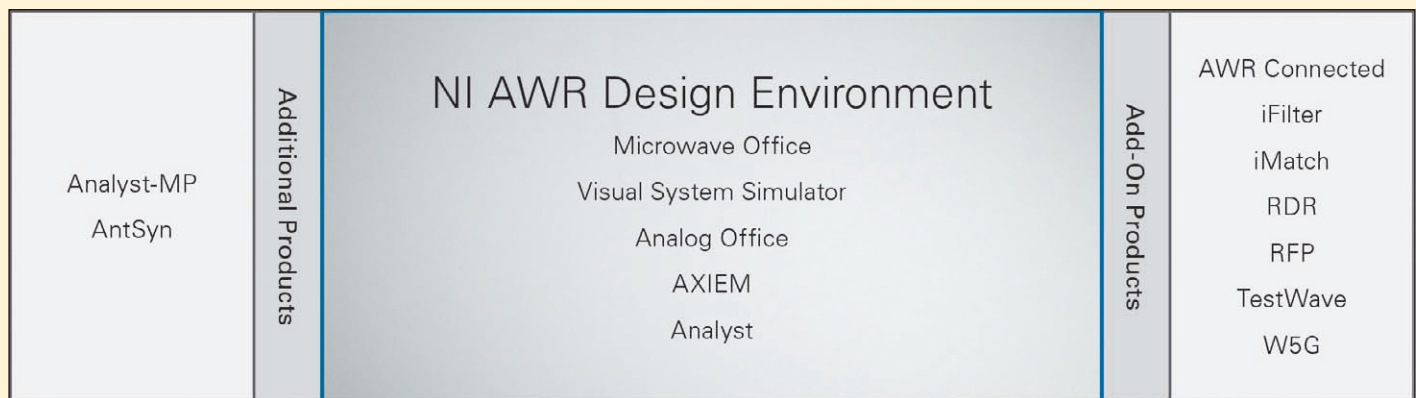 Analyst-MP
AntSyn
Additional Products
NI AWR Design Environment
Microwave Office
Visual System Simulator
Analog Office
AXIEM
Analyst
Add-On Products
AWR Connected
iFilter
iMatch
RDR
RFP
TestWave
W5G